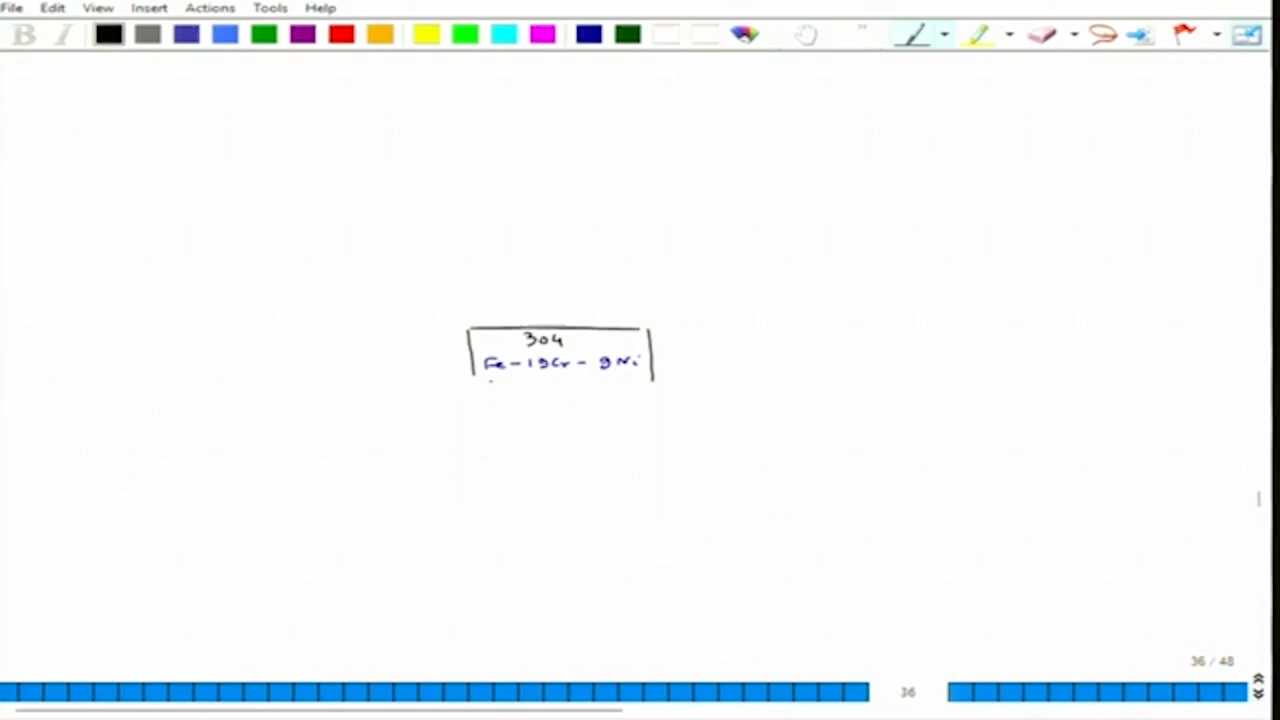 File Edit View Insert Actions Tools Help
B I
304
Fe-19Cr-9Ni
36 / 48
36